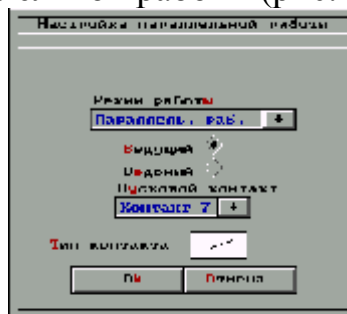 Настройка параллельной работы
Режим работы
Параллель. раб.
Ведущий
Ведомый
Пусковой контакт
Контакт 7
Тип контакта
Ok
Отмена